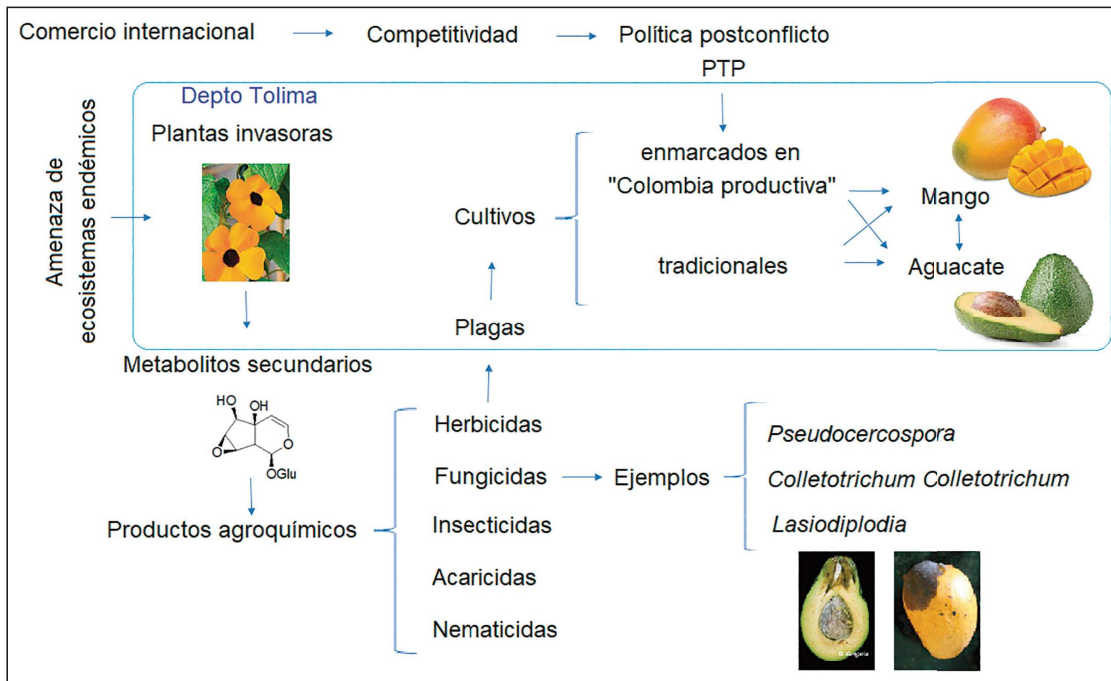 Comercio internacional
Competitividad
Política postconflicto
PTP
Depto Tolima
Plantas invasoras
Amenaza de
ecosistemas endémicos
Cultivos
enmarcados en
"Colombia productiva"
tradicionales
Mango
Aguacate
Plagas
Metabolitos secundarios
HO
OH
O
O
OGlu
Productos agroquímicos
Herbicidas
Fungicidas
Insecticidas
Acaricidas
Nematicidas
Ejemplos
Pseudocercospora
Colletotrichum Colletotrichum
Lasiodiplodia